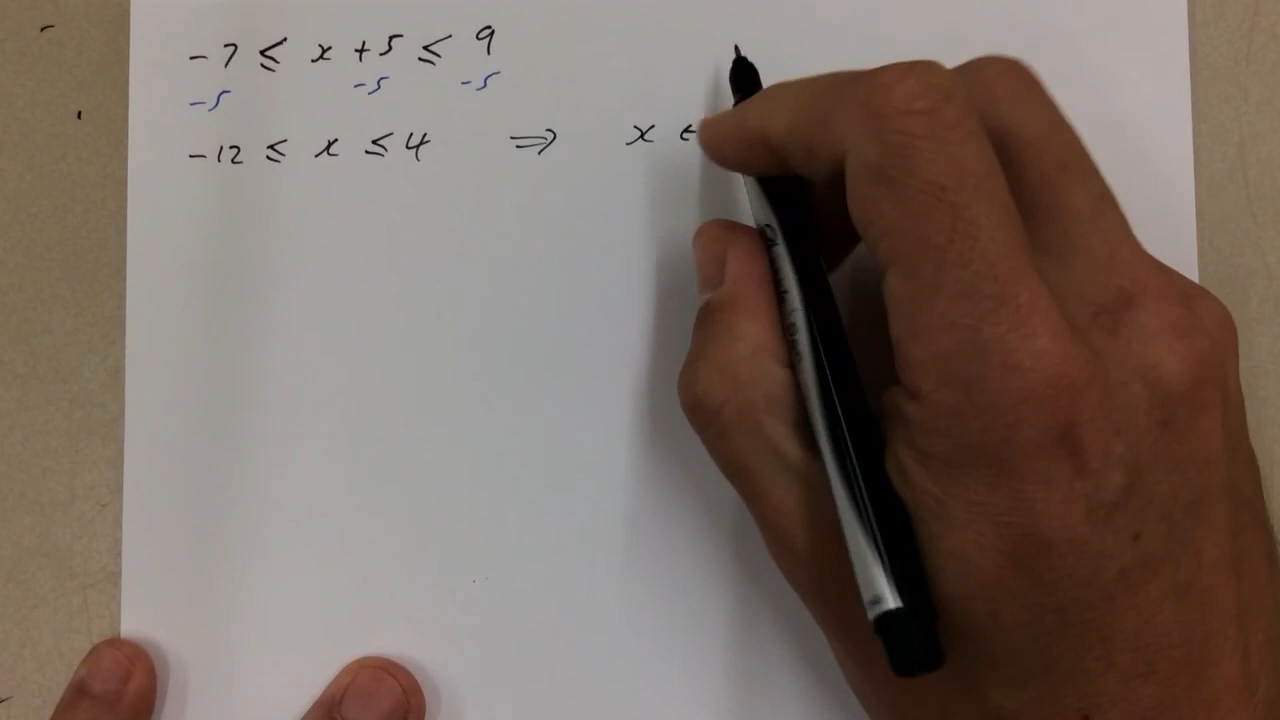 -7 ≤ x + 5 ≤ 9
-5 -5 -5
-12 ≤ x ≤ 4 ⇒ x ∈